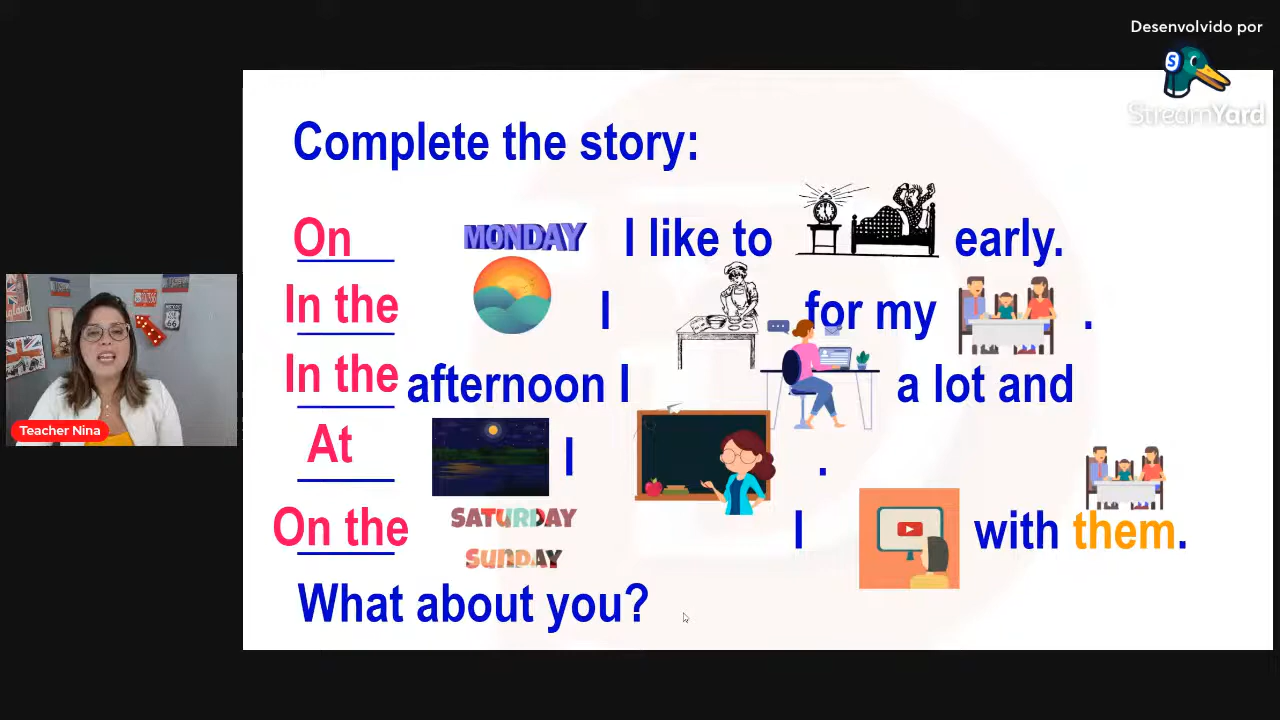 Desenvolvido por
StreamYard
Complete the story:
On MONDAY I like to early.
In the I for my .
In the afternoon I a lot and
At I .
On the SATURDAY I with them.
SUNDAY
What about you?
Teacher Nina